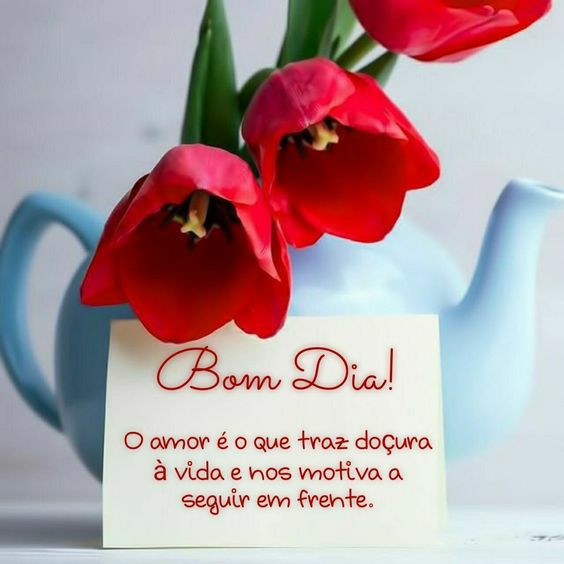 Bom Dia!
O amor é o que traz doçura
à vida e nos motiva a
seguir em frente.